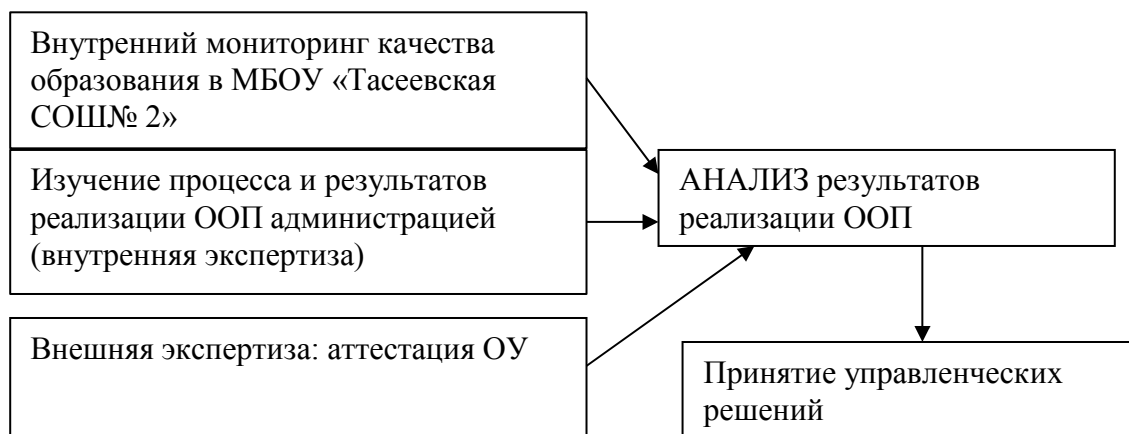 Внутренний мониторинг качества
образования в МБОУ «Тасеевская
СОШ№ 2»
Изучение процесса и результатов
реализации ООП администрацией
(внутренняя экспертиза)
Внешняя экспертиза: аттестация ОУ
АНАЛИЗ результатов
реализации ООП
Принятие управленческих
решений